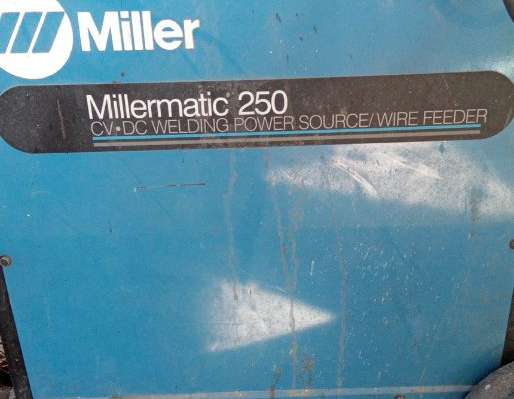 Miller
Millermatic 250
CV•DC WELDING POWER SOURCE/WIRE FEEDER